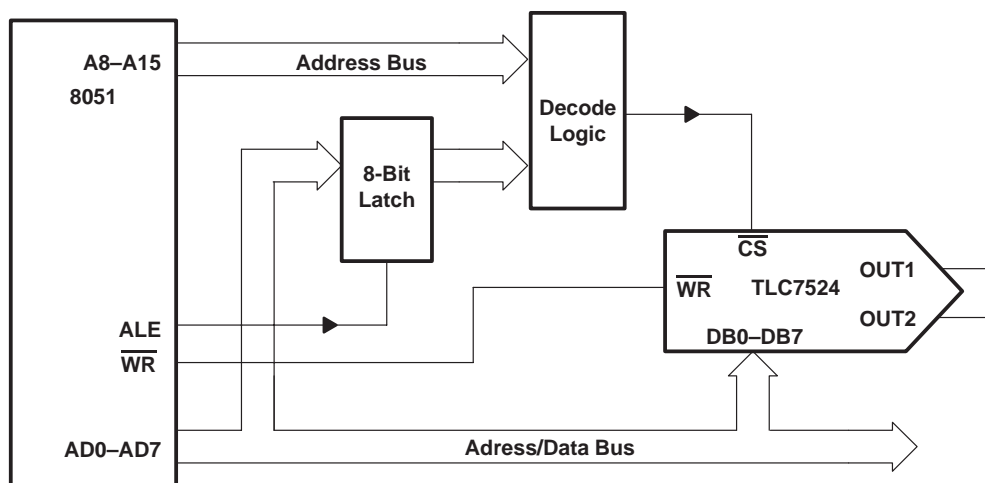 A8–A15
8051
Address Bus
Decode
Logic
8-Bit
Latch
CS
WR
TLC7524
OUT1
OUT2
DB0–DB7
ALE
WR
AD0–AD7
Adress/Data Bus